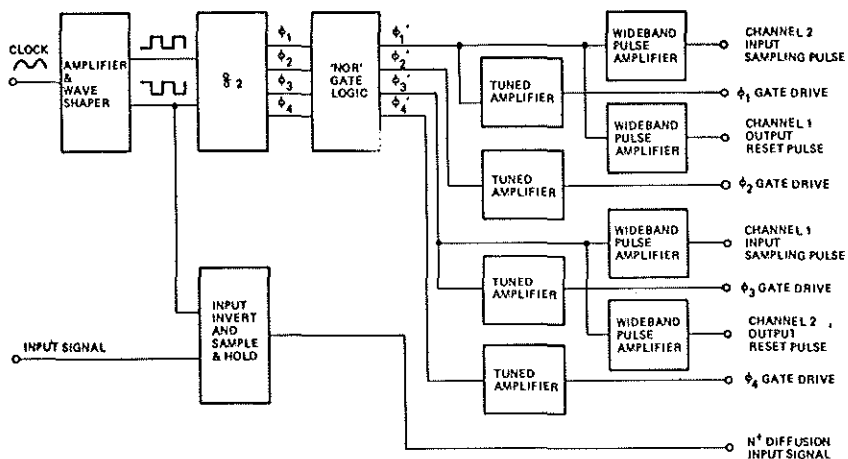 CLOCK
AMPLIFIER
&
WAVE
SHAPER
÷ 2
ϕ1
ϕ2
ϕ3
ϕ4
'NOR'
GATE
LOGIC
ϕ1'
ϕ2'
ϕ3'
ϕ4'
WIDEBAND
PULSE
AMPLIFIER
CHANNEL 2
INPUT
SAMPLING PULSE
TUNED
AMPLIFIER
ϕ1 GATE DRIVE
WIDEBAND
PULSE
AMPLIFIER
CHANNEL 1
OUTPUT
RESET PULSE
TUNED
AMPLIFIER
ϕ2 GATE DRIVE
WIDEBAND
PULSE
AMPLIFIER
CHANNEL 1
INPUT
SAMPLING PULSE
TUNED
AMPLIFIER
ϕ3 GATE DRIVE
WIDEBAND
PULSE
AMPLIFIER
CHANNEL 2
OUTPUT
RESET PULSE
TUNED
AMPLIFIER
ϕ4 GATE DRIVE
INPUT
INVERT
AND
SAMPLE
& HOLD
INPUT SIGNAL
N+ DIFFUSION
INPUT SIGNAL